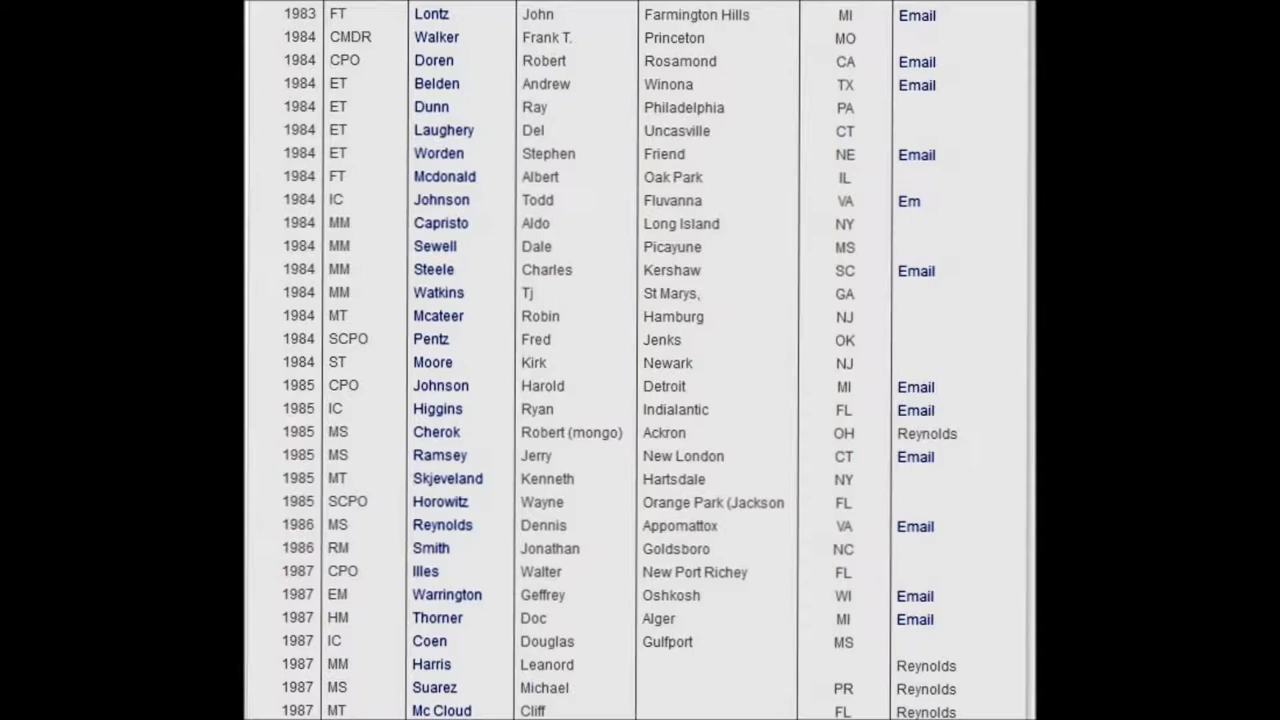 1983 FT Lontz John Farmington Hills MI Email
1984 CMDR Walker Frank T. Princeton MO
1984 CPO Doren Robert Rosamond CA Email
1984 ET Belden Andrew Winona TX Email
1984 ET Dunn Ray Philadelphia PA
1984 ET Laughery Del Uncasville CT
1984 ET Worden Stephen Friend NE Email
1984 FT Mcdonald Albert Oak Park IL
1984 IC Johnson Todd Fluvanna VA Em
1984 MM Capristo Aldo Long Island NY
1984 MM Sewell Dale Picayune MS
1984 MM Steele Charles Kershaw SC Email
1984 MM Watkins Tj St Marys, GA
1984 MT Mcateer Robin Hamburg NJ
1984 SCPO Pentz Fred Jenks OK
1984 ST Moore Kirk Newark NJ
1985 CPO Johnson Harold Detroit MI Email
1985 IC Higgins Ryan Indialantic FL Email
1985 MS Cherok Robert (mongo) Ackron OH Reynolds
1985 MS Ramsey Jerry New London CT Email
1985 MT Skjeveland Kenneth Hartsdale NY
1985 SCPO Horowitz Wayne Orange Park (Jackson FL
1986 MS Reynolds Dennis Appomattox VA Email
1986 RM Smith Jonathan Goldsboro NC
1987 CPO Illes Walter New Port Richey FL
1987 EM Warrington Geffrey Oshkosh WI Email
1987 HM Thorner Doc Alger MI Email
1987 IC Coen Douglas Gulfport MS
1987 MM Harris Leanord Reynolds
1987 MS Suarez Michael PR Reynolds
1987 MT Mc Cloud Cliff FL Reynolds